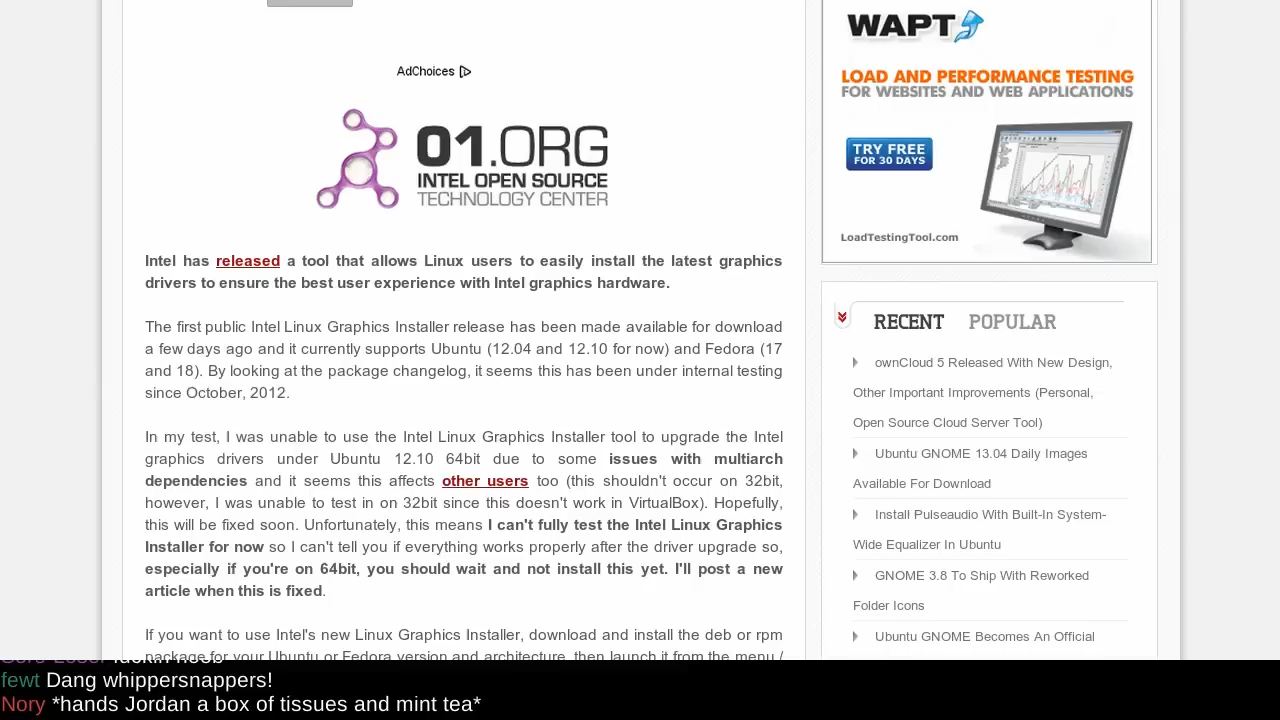 AdChoices
01.ORG
INTEL OPEN SOURCE
TECHNOLOGY CENTER
Intel has released a tool that allows Linux users to easily install the latest graphics
drivers to ensure the best user experience with Intel graphics hardware.
The first public Intel Linux Graphics Installer release has been made available for download
a few days ago and it currently supports Ubuntu (12.04 and 12.10 for now) and Fedora (17
and 18). By looking at the package changelog, it seems this has been under internal testing
since October, 2012.
In my test, I was unable to use the Intel Linux Graphics Installer tool to upgrade the Intel
graphics drivers under Ubuntu 12.10 64bit due to some issues with multiarch
dependencies and it seems this affects other users too (this shouldn't occur on 32bit,
however, I was unable to test in on 32bit since this doesn't work in VirtualBox). Hopefully,
this will be fixed soon. Unfortunately, this means I can't fully test the Intel Linux Graphics
Installer for now so I can't tell you if everything works properly after the driver upgrade so,
especially if you're on 64bit, you should wait and not install this yet. I'll post a new
article when this is fixed.
If you want to use Intel's new Linux Graphics Installer, download and install the deb or rpm
package for your Ubuntu or Fedora version and architecture, then launch it from the menu /
WAPT
LOAD AND PERFORMANCE TESTING
FOR WEBSITES AND WEB APPLICATIONS
TRY FREE
FOR 30 DAYS
LoadTestingTool.com
RECENT POPULAR
ownCloud 5 Released With New Design,
Other Important Improvements (Personal,
Open Source Cloud Server Tool)
Ubuntu GNOME 13.04 Daily Images
Available For Download
Install Pulseaudio With Built-In System-
Wide Equalizer In Ubuntu
GNOME 3.8 To Ship With Reworked
Folder Icons
Ubuntu GNOME Becomes An Official
fewt Dang whippersnappers!
Nory *hands Jordan a box of tissues and mint tea*